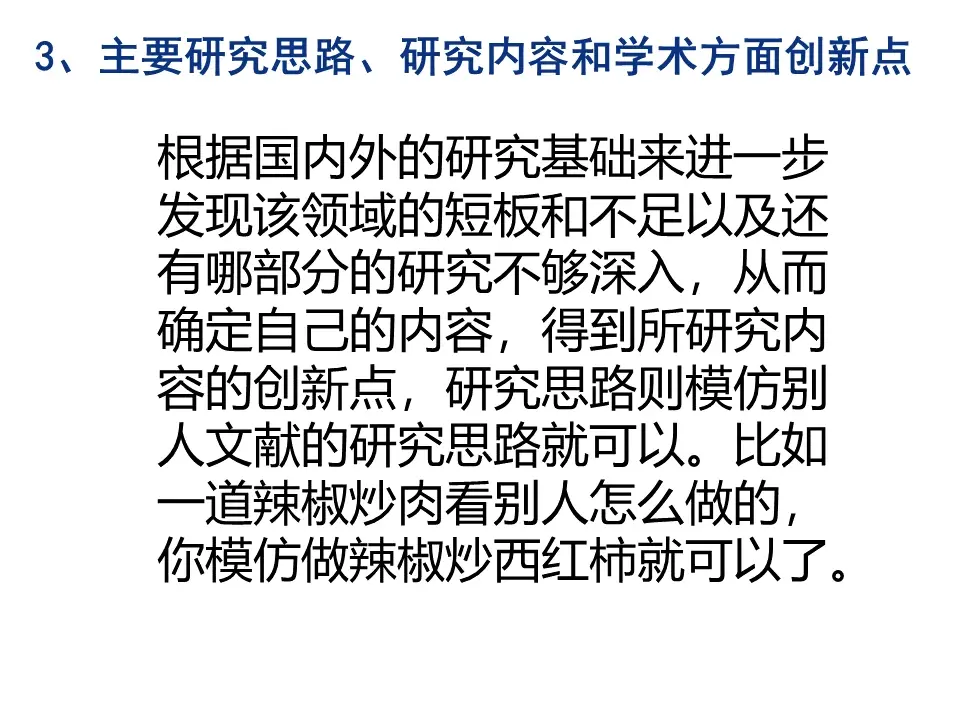 3、主要研究思路、研究内容和学术方面创新点
根据国内外的研究基础来进一步
发现该领域的短板和不足以及还
有哪部分的研究不够深入，从而
确定自己的内容，得到所研究内
容的创新点，研究思路则模仿别
人文献的研究思路就可以。比如
一道辣椒炒肉看别人怎么做的，
你模仿做辣椒炒西红柿就可以了。